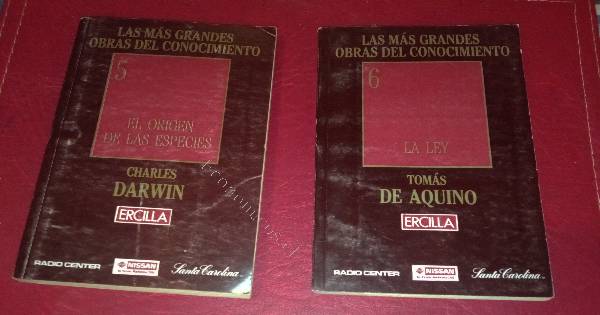 LAS MÁS GRANDES
OBRAS DEL CONOCIMIENTO
5
EL ORIGEN
DE LAS ESPECIES
CHARLES
DARWIN
ERCILLA
RADIO CENTER
NISSAN
Santa Carolina
LAS MÁS GRANDES
OBRAS DEL CONOCIMIENTO
6
LA LEY
TOMÁS
DE AQUINO
ERCILLA
RADIO CENTER
NISSAN
Santa Carolina